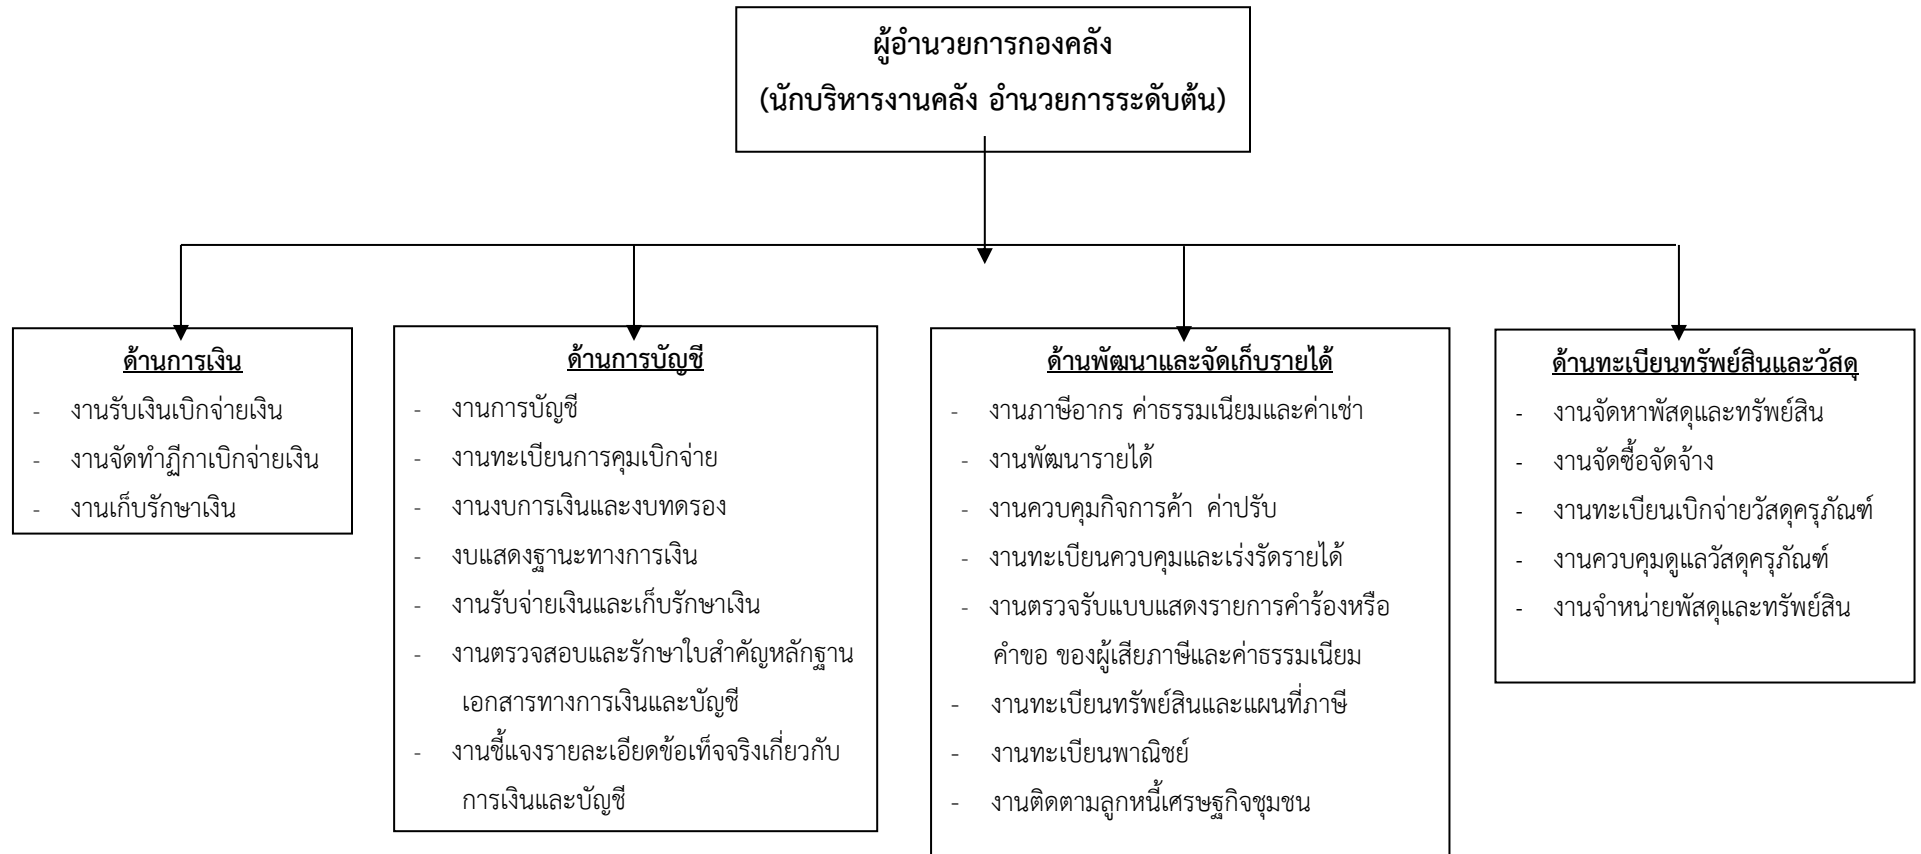 ผู้อำนวยการกองคลัง
(นักบริหารงานคลัง อำนวยการระดับต้น)
ด้านการเงิน
- งานรับเงินเบิกจ่ายเงิน
- งานจัดทำฏีกาเบิกจ่ายเงิน
- งานเก็บรักษาเงิน
ด้านการบัญชี
- งานการบัญชี
- งานทะเบียนการคุมเบิกจ่าย
- งานงบการเงินและงบทดรอง
- งบแสดงฐานะทางการเงิน
- งานรับจ่ายเงินและเก็บรักษาเงิน
- งานตรวจสอบและรักษาใบสำคัญหลักฐาน
เอกสารทางการเงินและบัญชี
- งานชี้แจงรายละเอียดข้อเท็จจริงเกี่ยวกับ
การเงินและบัญชี
ด้านพัฒนาและจัดเก็บรายได้
- งานภาษีอากร ค่าธรรมเนียมและค่าเช่า
- งานพัฒนารายได้
- งานควบคุมกิจการค้า ค่าปรับ
- งานทะเบียนควบคุมและเร่งรัดรายได้
- งานตรวจรับแบบแสดงรายการคำร้องหรือ
คำขอ ของผู้เสียภาษีและค่าธรรมเนียม
- งานทะเบียนทรัพย์สินและแผนที่ภาษี
- งานทะเบียนพาณิชย์
- งานติดตามลูกหนี้เศรษฐกิจชุมชน
ด้านทะเบียนทรัพย์สินและวัสดุ
- งานจัดหาพัสดุและทรัพย์สิน
- งานจัดซื้อจัดจ้าง
- งานทะเบียนเบิกจ่ายวัสดุครุภัณฑ์
- งานควบคุมดูแลวัสดุครุภัณฑ์
- งานจำหน่ายพัสดุและทรัพย์สิน